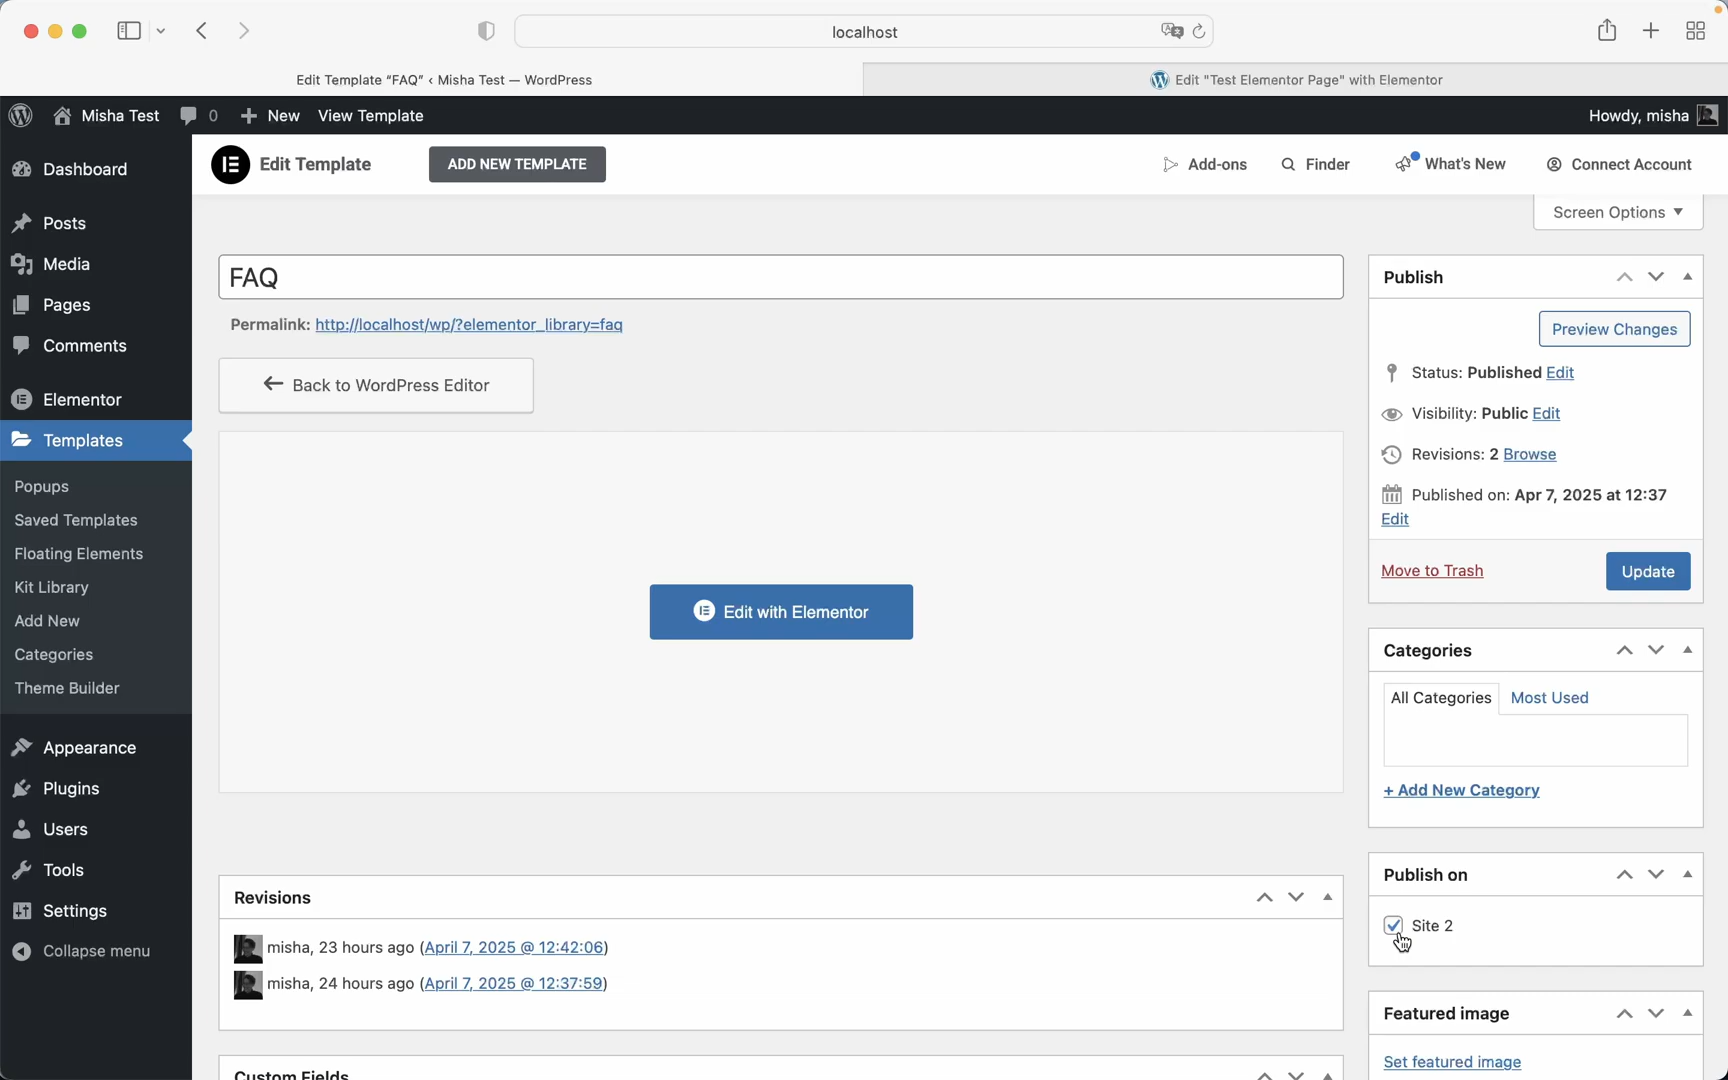 localhost
Edit Template “FAQ” ‹ Misha Test — WordPress
Edit "Test Elementor Page" with Elementor
Misha Test 0 New View Template Howdy, misha
Edit Template ADD NEW TEMPLATE Add-ons Finder What's New Connect Account
Screen Options
Dashboard
Posts
Media
Pages
Comments
Elementor
Templates
Popups
Saved Templates
Floating Elements
Kit Library
Add New
Categories
Theme Builder
Appearance
Plugins
Users
Tools
Settings
Collapse menu
FAQ
Permalink: http://localhost/wp/?elementor_library=faq
Back to WordPress Editor
Edit with Elementor
Revisions
misha, 23 hours ago (April 7, 2025 @ 12:42:06)
misha, 24 hours ago (April 7, 2025 @ 12:37:59)
Custom Fields
Publish
Preview Changes
Status: Published Edit
Visibility: Public Edit
Revisions: 2 Browse
Published on: Apr 7, 2025 at 12:37
Edit
Move to Trash Update
Categories
All Categories Most Used
+ Add New Category
Publish on
Site 2
Featured image
Set featured image